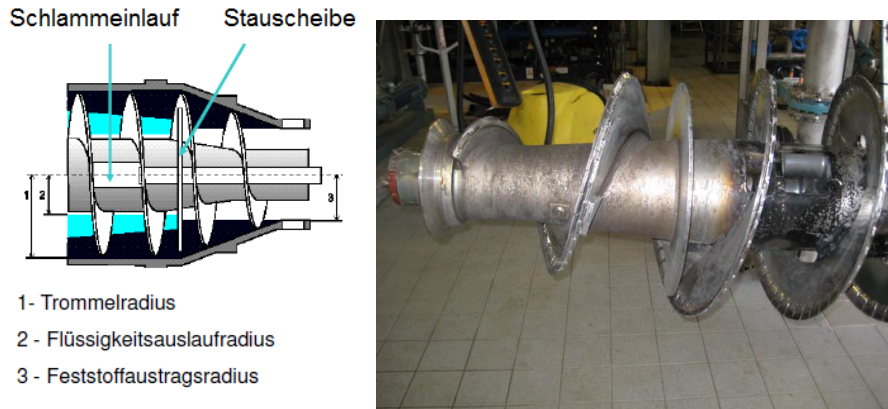 Schlammeinlauf
Stauscheibe
1
2
3
1- Trommelradius
2 - Flüssigkeitsauslaufradius
3 - Feststoffaustragsradius